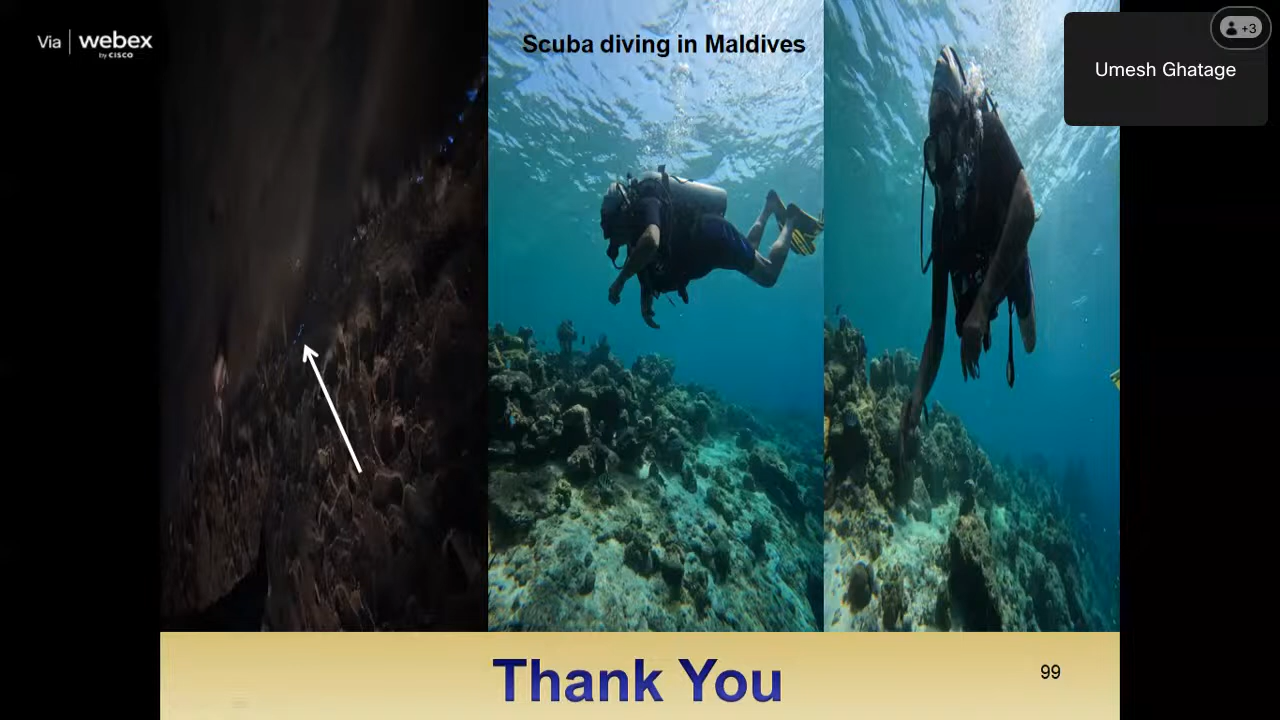 Via webex
by CISCO
Scuba diving in Maldives
+3
Umesh Ghatage
Thank You
99